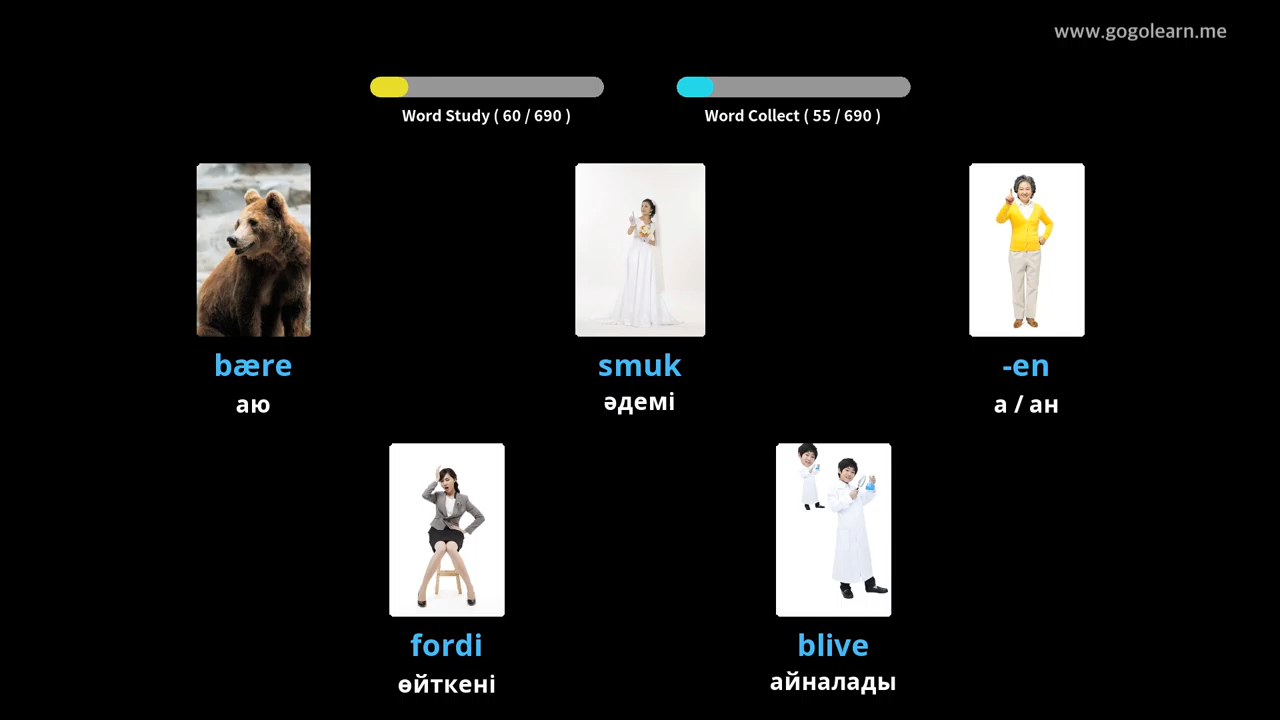 www.gogolearn.me
Word Study ( 60 / 690 )
Word Collect ( 55 / 690 )
bære
аю
smuk
әдемі
-en
а / ан
fordi
өйткені
blive
айналады